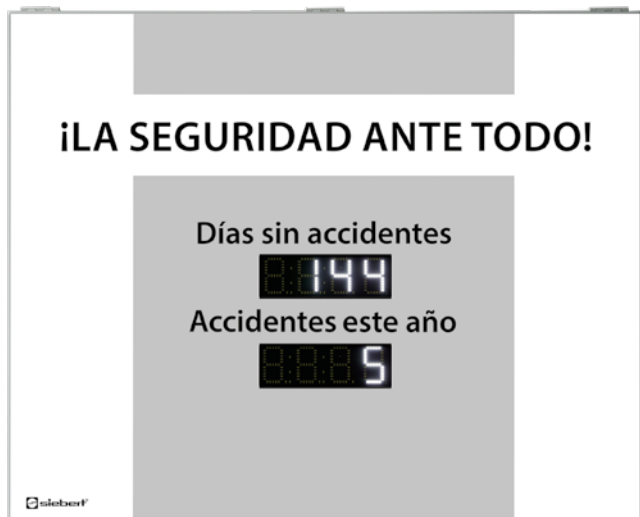 ¡LA SEGURIDAD ANTE TODO!
Días sin accidentes
144
Accidentes este año
5
siebert